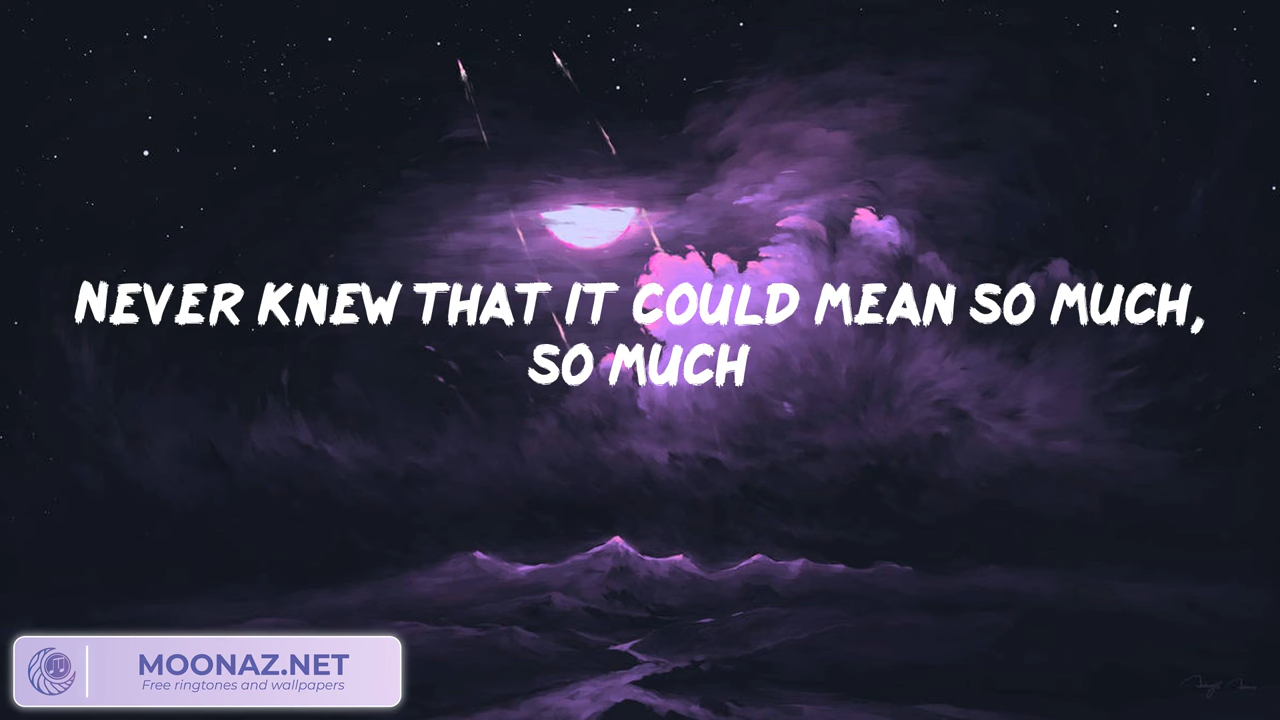 NEVER KNEW THAT IT COULD MEAN SO MUCH,
SO MUCH
MOONAZ.NET
Free ringtones and wallpapers